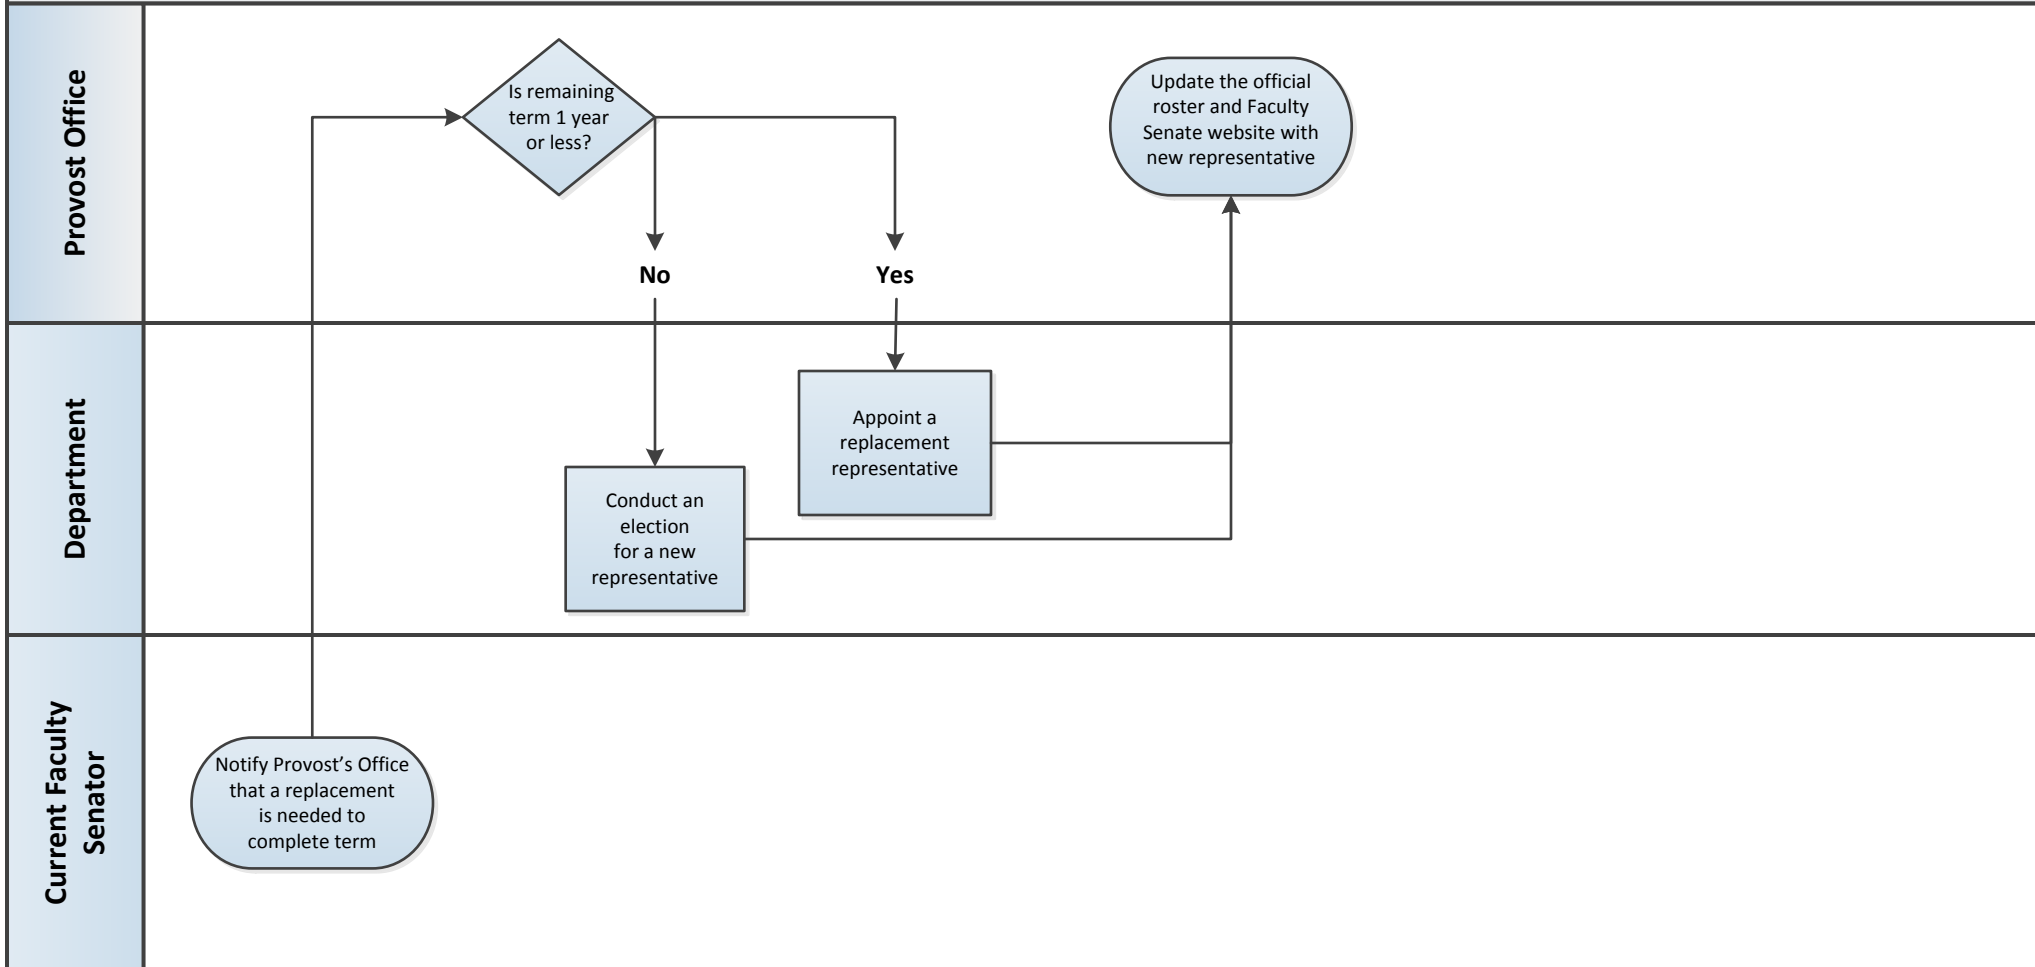 Provost Office
Is remaining
term 1 year
or less?
Update the official
roster and Faculty
Senate website with
new representative
No
Yes
Department
Appoint a
replacement
representative
Conduct an
election
for a new
representative
Current Faculty
Senator
Notify Provost’s Office
that a replacement
is needed to
complete term